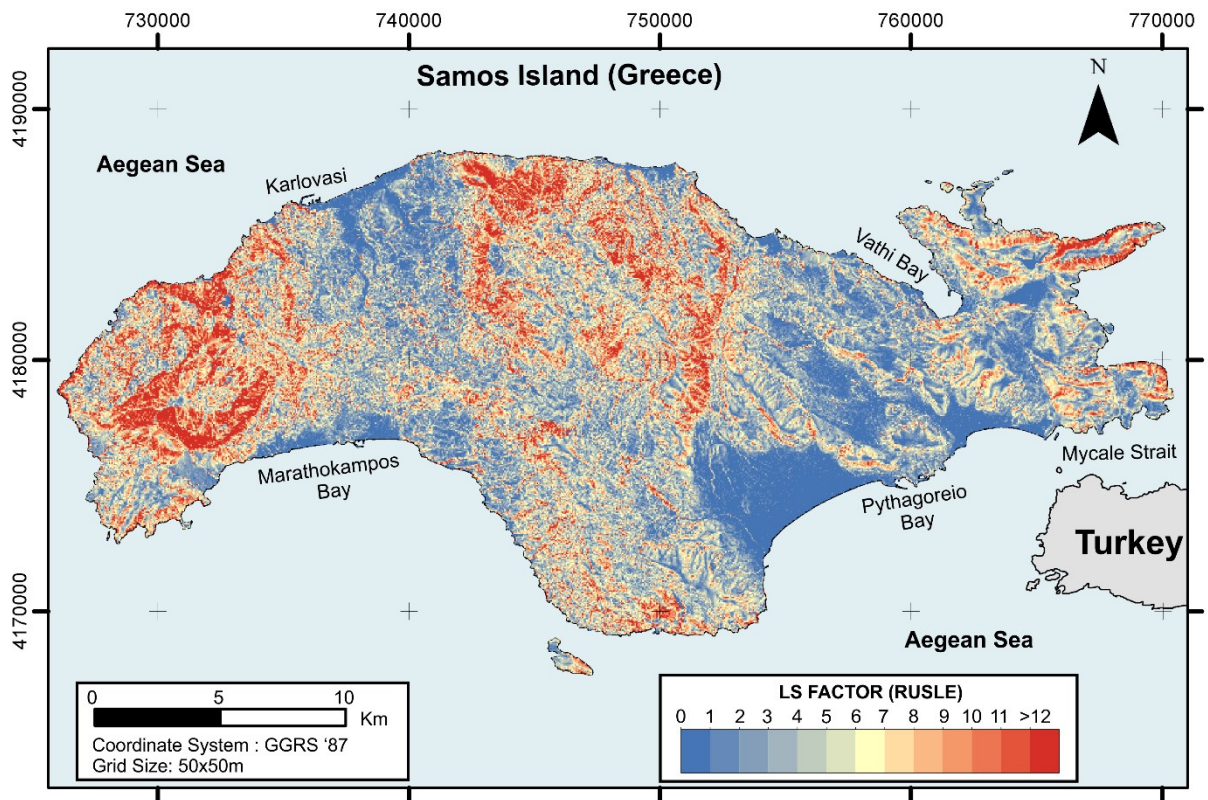 730000 740000 750000 760000 770000
Samos Island (Greece)
N
4190000
Aegean Sea
Karlovasi
Vathi Bay
4180000
Marathokampos
Bay
Pythagoreio
Bay
Mycale Strait
Turkey
4170000
Aegean Sea
0 5 10
Km
Coordinate System : GGRS ‘87
Grid Size: 50x50m
LS FACTOR (RUSLE)
0 1 2 3 4 5 6 7 8 9 10 11 >12